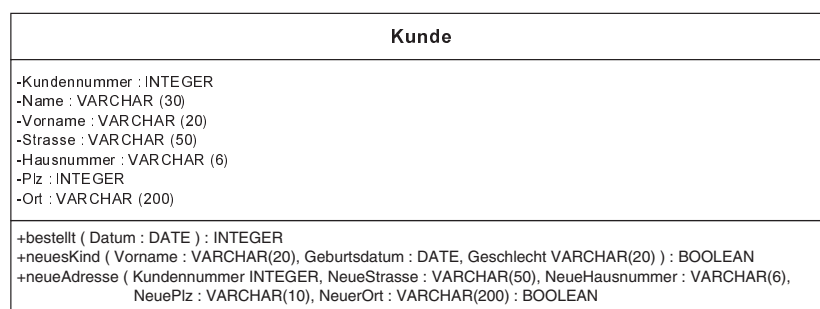 Kunde
-Kundennummer : INTEGER
-Name : VARCHAR (30)
-Vorname : VARCHAR (20)
-Strasse : VARCHAR (50)
-Hausnummer : VARCHAR (6)
-Plz : INTEGER
-Ort : VARCHAR (200)
+bestellt ( Datum : DATE ) : INTEGER
+neuesKind ( Vorname : VARCHAR(20), Geburtsdatum : DATE, Geschlecht VARCHAR(20) ) : BOOLEAN
+neueAdresse ( Kundennummer INTEGER, NeueStrasse : VARCHAR(50), NeueHausnummer : VARCHAR(6),
NeuePlz : VARCHAR(10), NeuerOrt : VARCHAR(200) : BOOLEAN